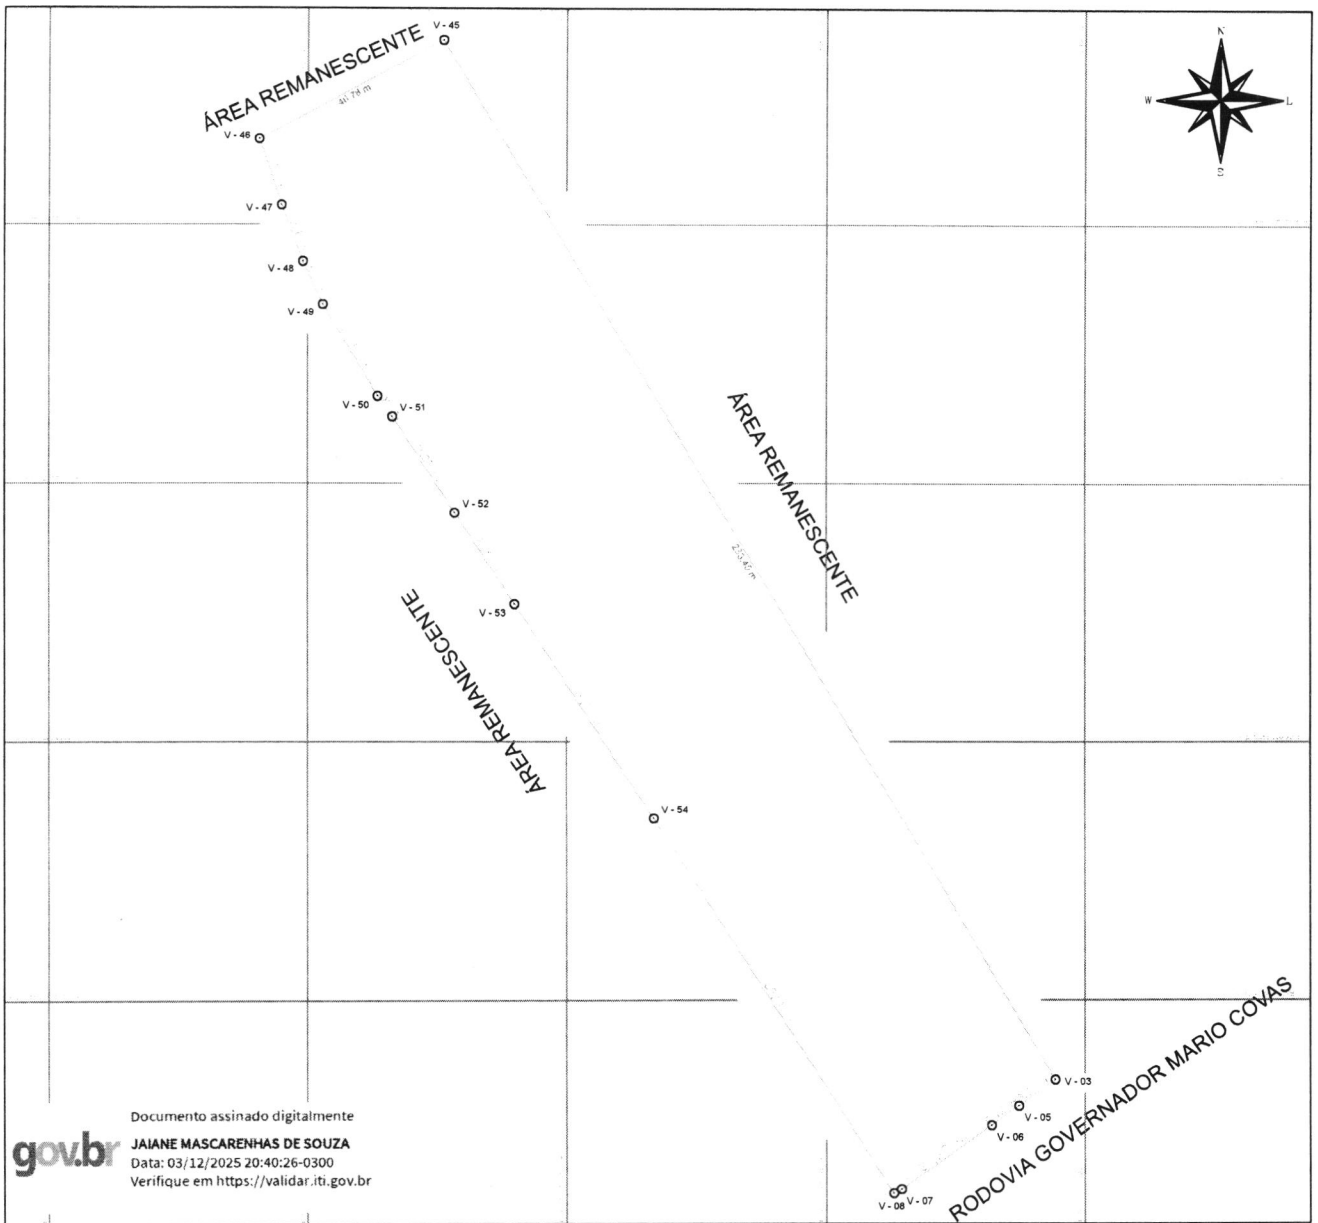 V - 45
ÁREA REMANESCENTE
N
W
L
S
V - 46
V - 47
V - 48
V - 49
V - 50
V - 51
ÁREA REMANESCENTE
V - 52
V - 53
ÁREA REMANESCENTE
V - 54
V - 03
V - 05
V - 06
RODOVIA GOVERNADOR MARIO COVAS
V - 07
V - 08
Documento assinado digitalmente
gov.br
JAIANE MASCARENHAS DE SOUZA
Data: 03/12/2025 20:40:26-0300
Verifique em https://validar.iti.gov.br